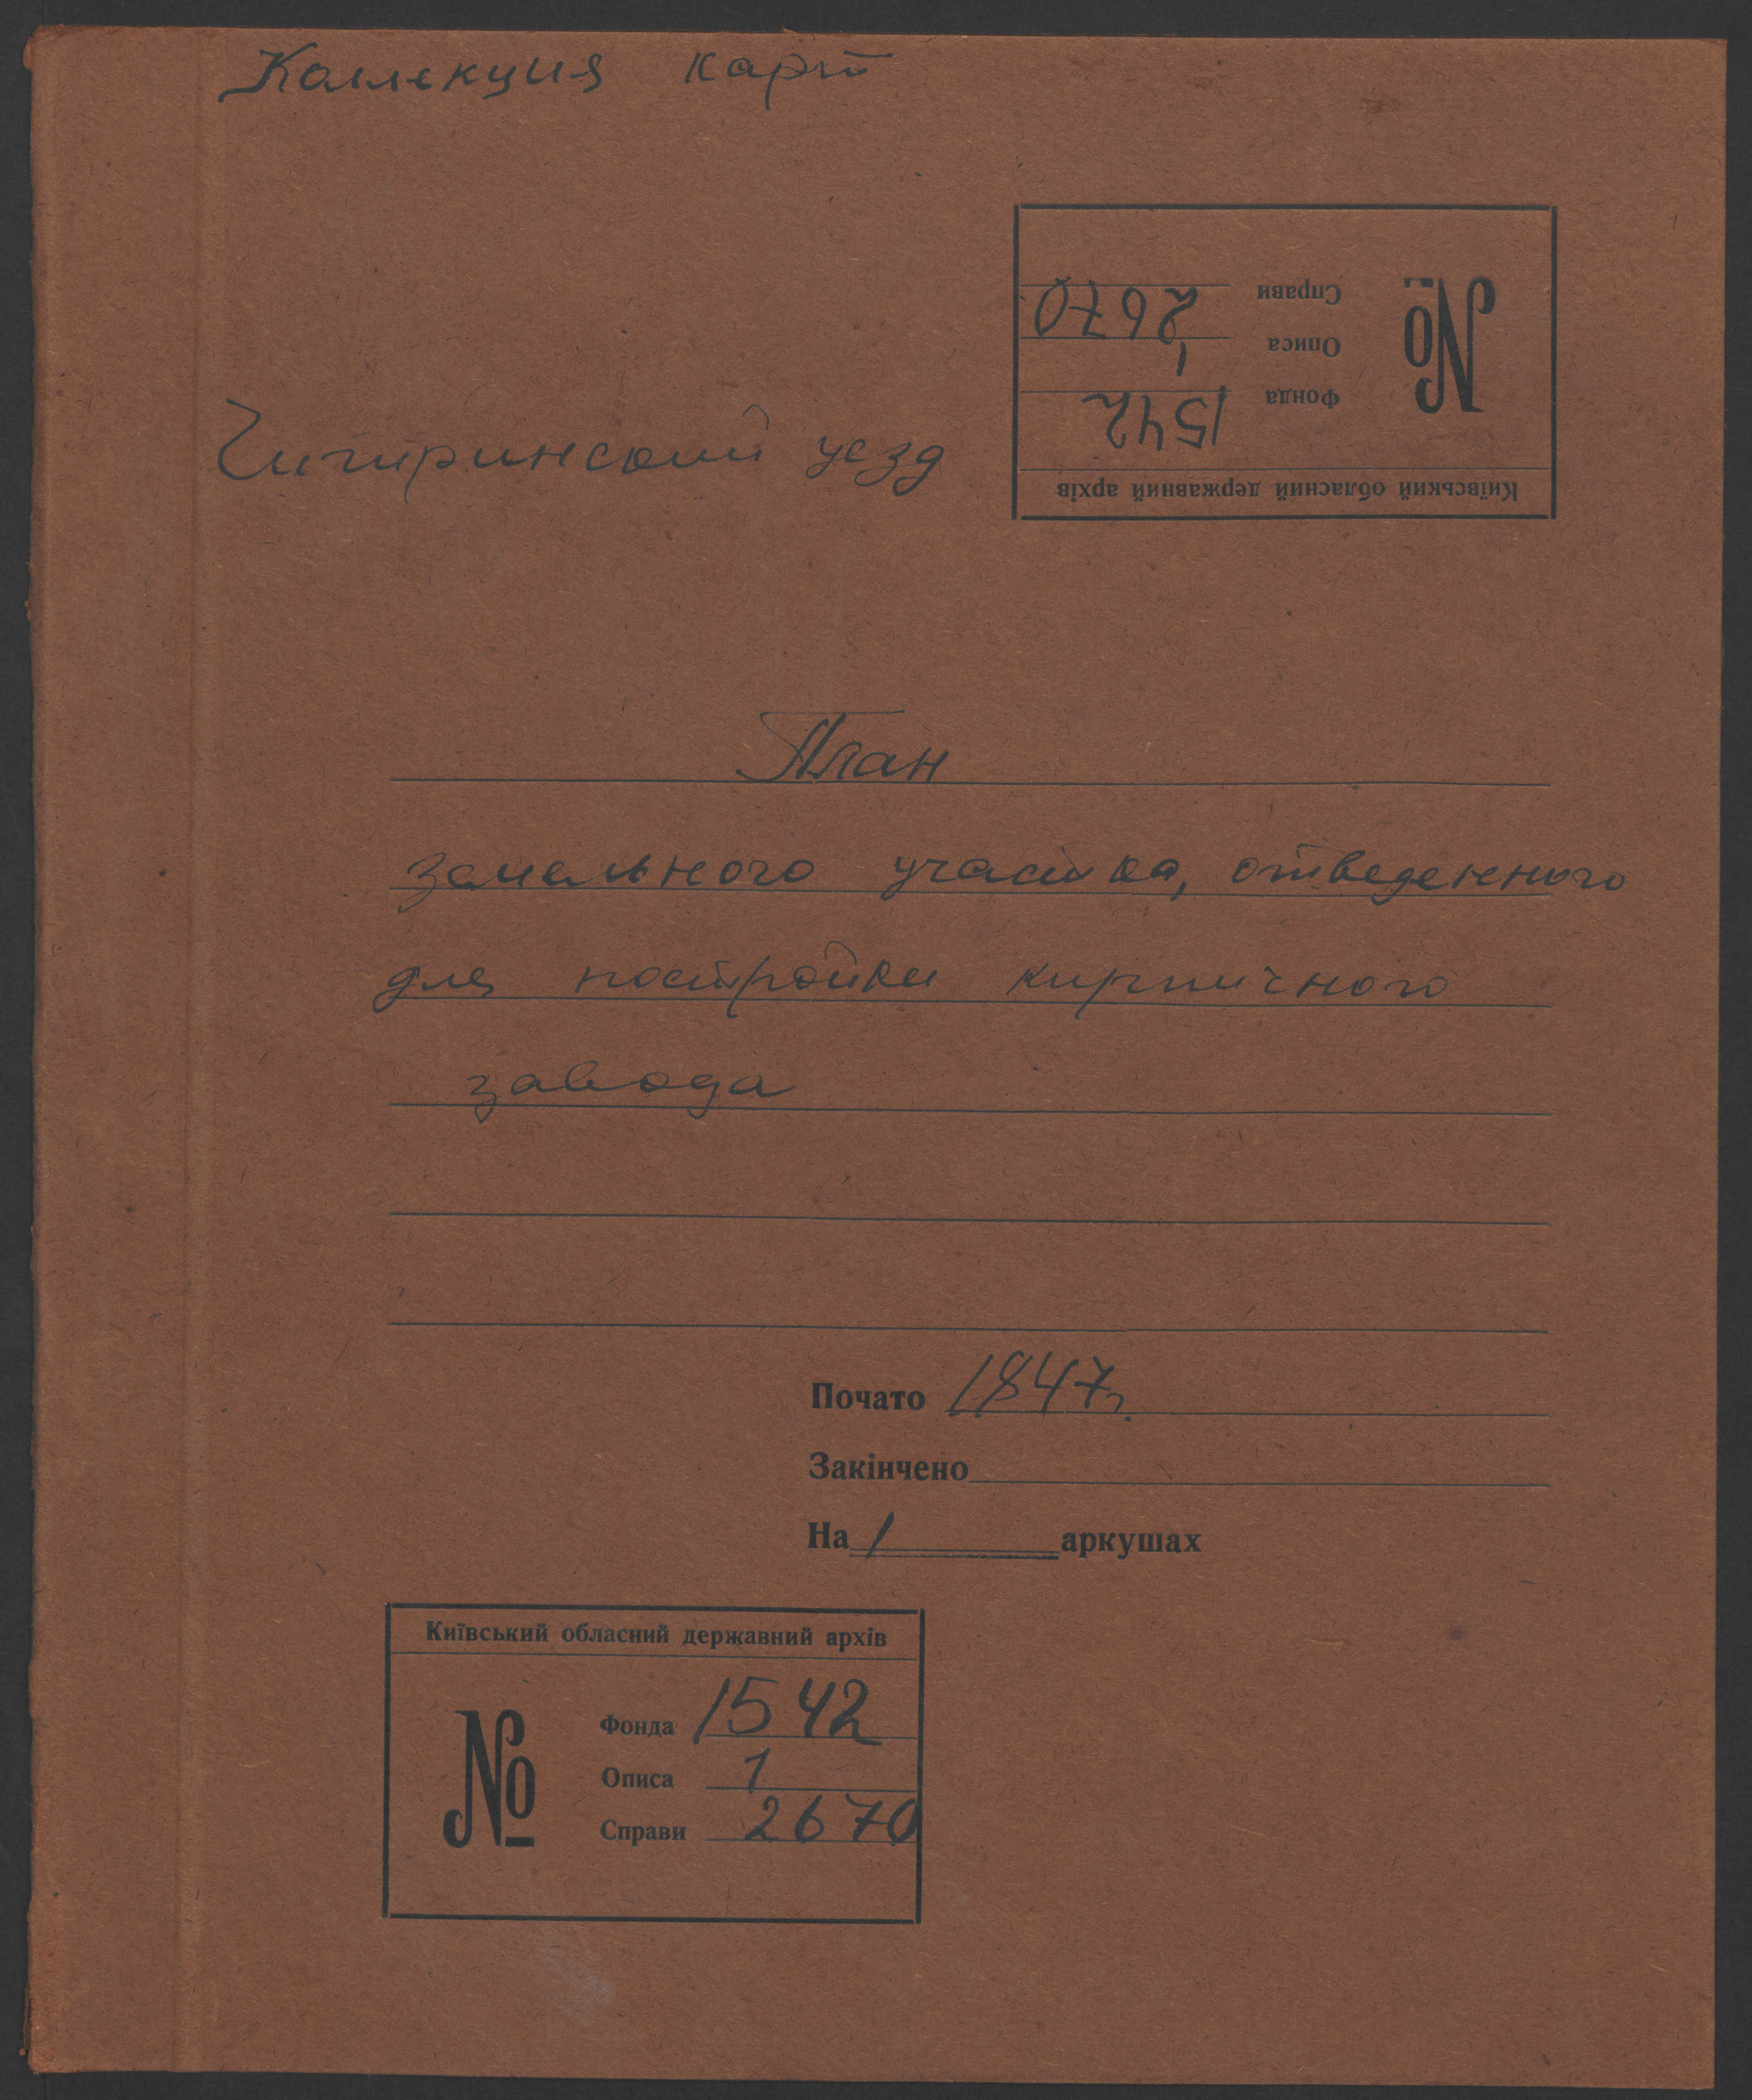 Коллекция карт
№
Справи 2670
Описа 1
Фонда 1542
Київський обласний державний архів
Чигиринский уезд
План
земельного участка, отведенного
для постройки кирпичного
завода
Почато 1847г.
Закінчено
На 1 аркушах
Київський обласний державний архів
№
Фонда 1542
Описа 1
Справи 2670